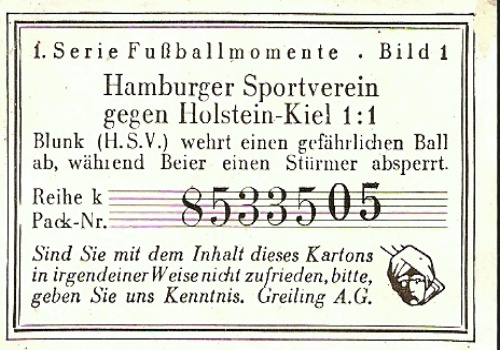 1. Serie Fußballmomente . Bild 1
Hamburger Sportverein
gegen Holstein-Kiel 1:1
Blunk (H.S.V.) wehrt einen gefährlichen Ball
ab, während Beier einen Stürmer absperrt.
Reihe k
Pack-Nr. 8533505
Sind Sie mit dem Inhalt dieses Kartons
in irgendeiner Weise nicht zufrieden, bitte,
geben Sie uns Kenntnis. Greiling A.G.